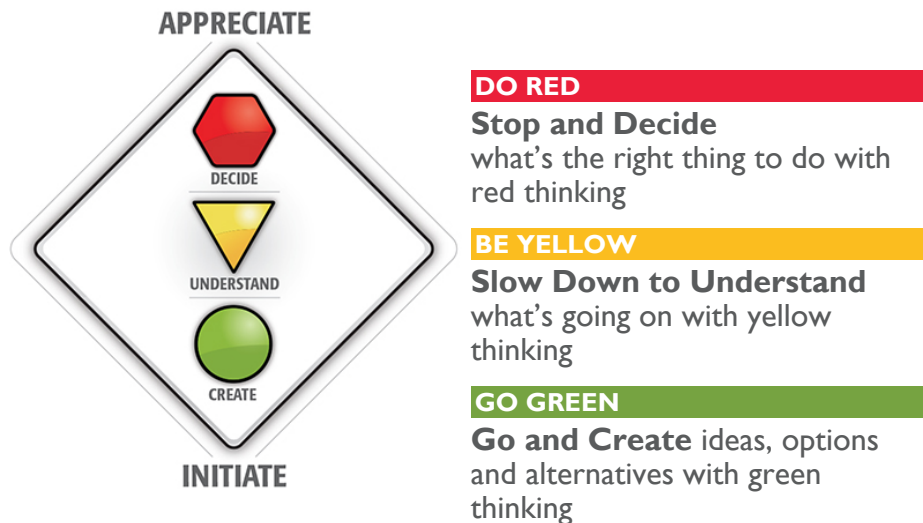 APPRECIATE
DECIDE
UNDERSTAND
CREATE
INITIATE
DO RED
Stop and Decide
what's the right thing to do with
red thinking
BE YELLOW
Slow Down to Understand
what's going on with yellow
thinking
GO GREEN
Go and Create ideas, options
and alternatives with green
thinking